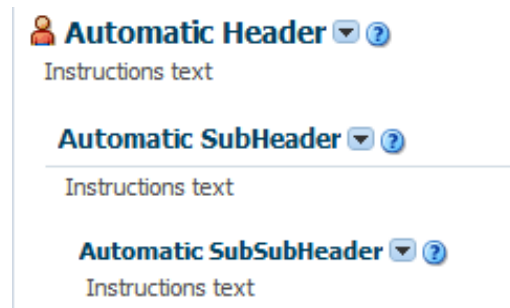 Automatic Header
Instructions text
Automatic SubHeader
Instructions text
Automatic SubSubHeader
Instructions text